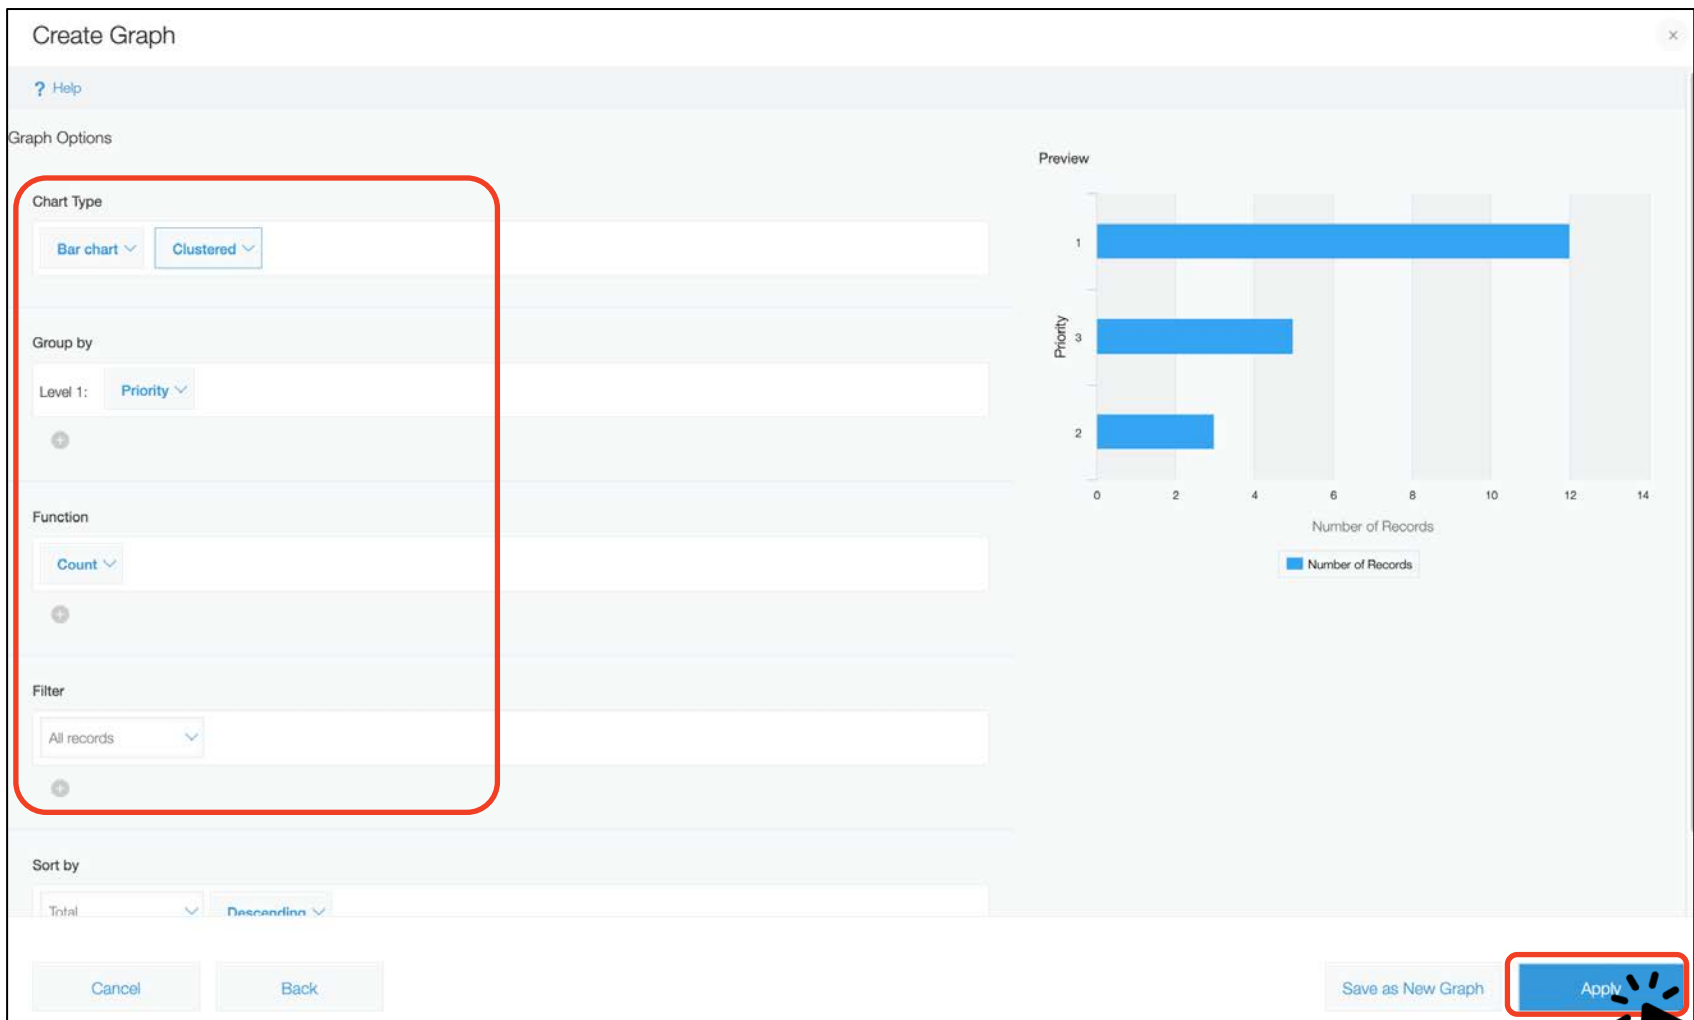 Create Graph
×
? Help
Graph Options
Chart Type
Bar chart Clustered
Group by
Level 1: Priority
Function
Count
Filter
All records
Sort by
Total Descending
Cancel Back
Preview
Priority
1
3
2
0 2 4 6 8 10 12 14
Number of Records
Number of Records
Save as New Graph Apply